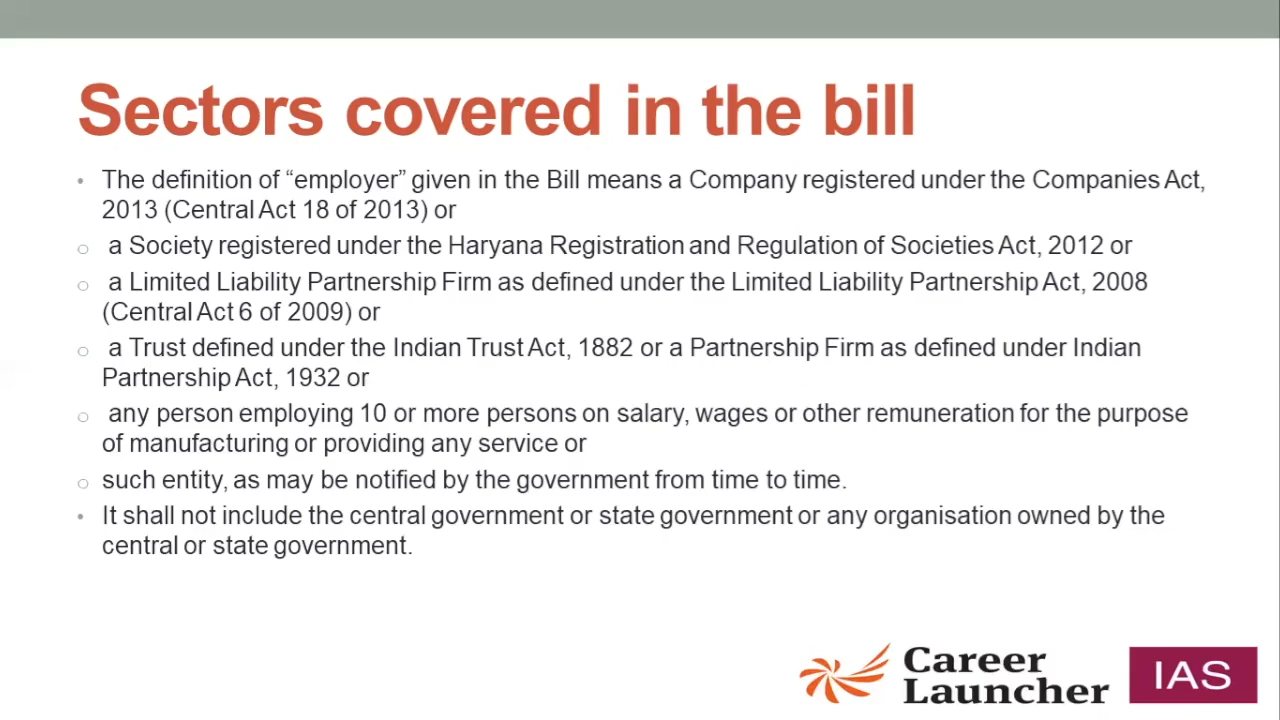 Sectors covered in the bill
• The definition of “employer” given in the Bill means a Company registered under the Companies Act,
2013 (Central Act 18 of 2013) or
○ a Society registered under the Haryana Registration and Regulation of Societies Act, 2012 or
○ a Limited Liability Partnership Firm as defined under the Limited Liability Partnership Act, 2008
(Central Act 6 of 2009) or
○ a Trust defined under the Indian Trust Act, 1882 or a Partnership Firm as defined under Indian
Partnership Act, 1932 or
○ any person employing 10 or more persons on salary, wages or other remuneration for the purpose
of manufacturing or providing any service or
○ such entity, as may be notified by the government from time to time.
• It shall not include the central government or state government or any organisation owned by the
central or state government.
Career
Launcher
IAS